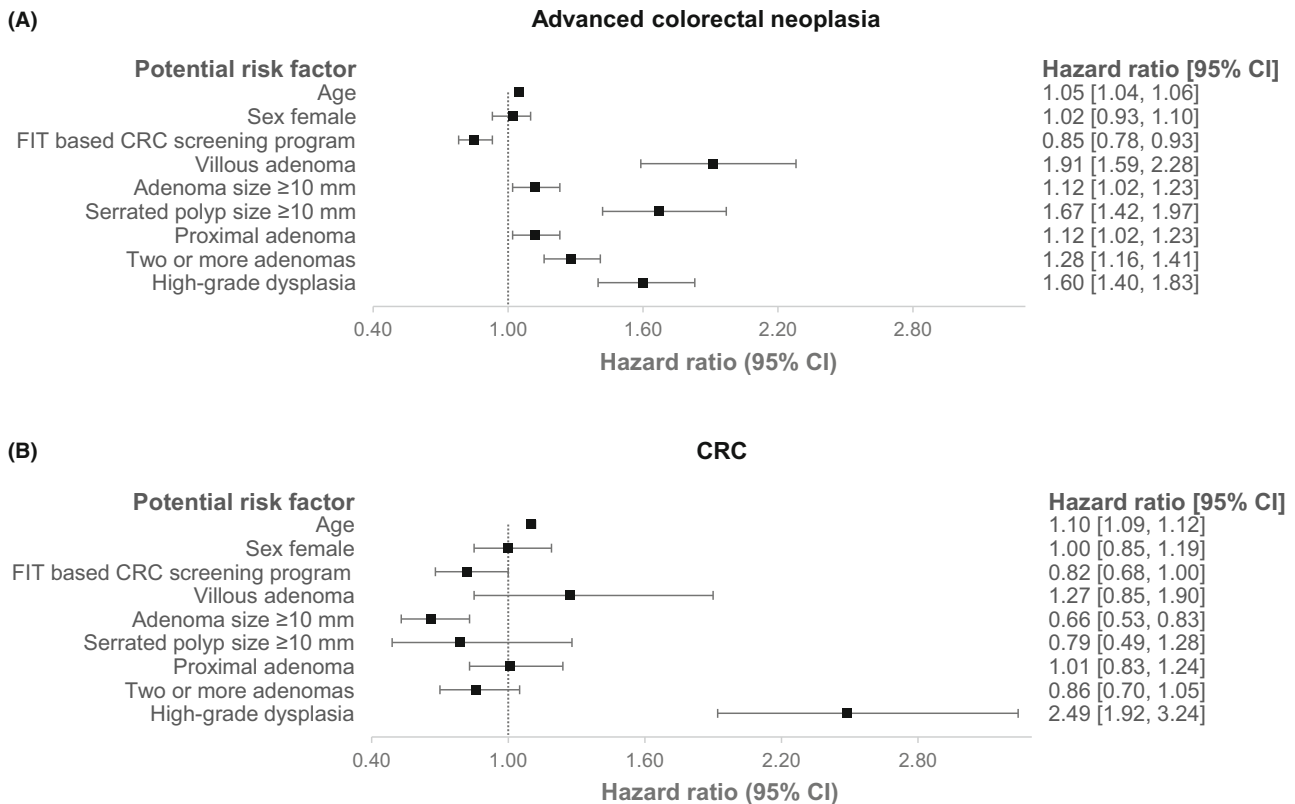 (A) Advanced colorectal neoplasia
Potential risk factor Hazard ratio [95% CI]
Age 1.05 [1.04, 1.06]
Sex female 1.02 [0.93, 1.10]
FIT based CRC screening program 0.85 [0.78, 0.93]
Villous adenoma 1.91 [1.59, 2.28]
Adenoma size ≥10 mm 1.12 [1.02, 1.23]
Serrated polyp size ≥10 mm 1.67 [1.42, 1.97]
Proximal adenoma 1.12 [1.02, 1.23]
Two or more adenomas 1.28 [1.16, 1.41]
High-grade dysplasia 1.60 [1.40, 1.83]
0.40 1.00 1.60 2.20 2.80
Hazard ratio (95% CI)
(B) CRC
Potential risk factor Hazard ratio [95% CI]
Age 1.10 [1.09, 1.12]
Sex female 1.00 [0.85, 1.19]
FIT based CRC screening program 0.82 [0.68, 1.00]
Villous adenoma 1.27 [0.85, 1.90]
Adenoma size ≥10 mm 0.66 [0.53, 0.83]
Serrated polyp size ≥10 mm 0.79 [0.49, 1.28]
Proximal adenoma 1.01 [0.83, 1.24]
Two or more adenomas 0.86 [0.70, 1.05]
High-grade dysplasia 2.49 [1.92, 3.24]
0.40 1.00 1.60 2.20 2.80
Hazard ratio (95% CI)